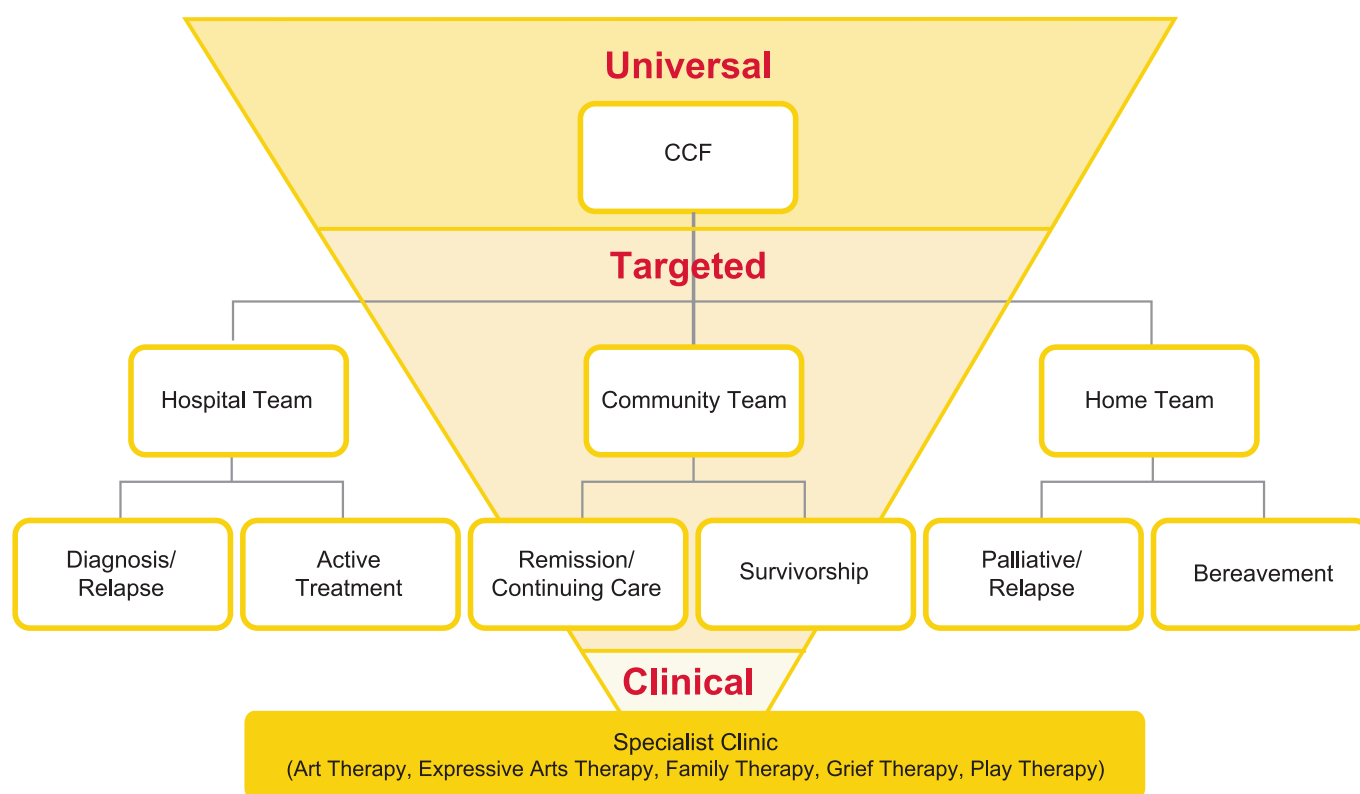 Universal
CCF
Targeted
Hospital Team
Community Team
Home Team
Diagnosis/
Relapse
Active
Treatment
Remission/
Continuing Care
Survivorship
Palliative/
Relapse
Bereavement
Clinical
Specialist Clinic
(Art Therapy, Expressive Arts Therapy, Family Therapy, Grief Therapy, Play Therapy)